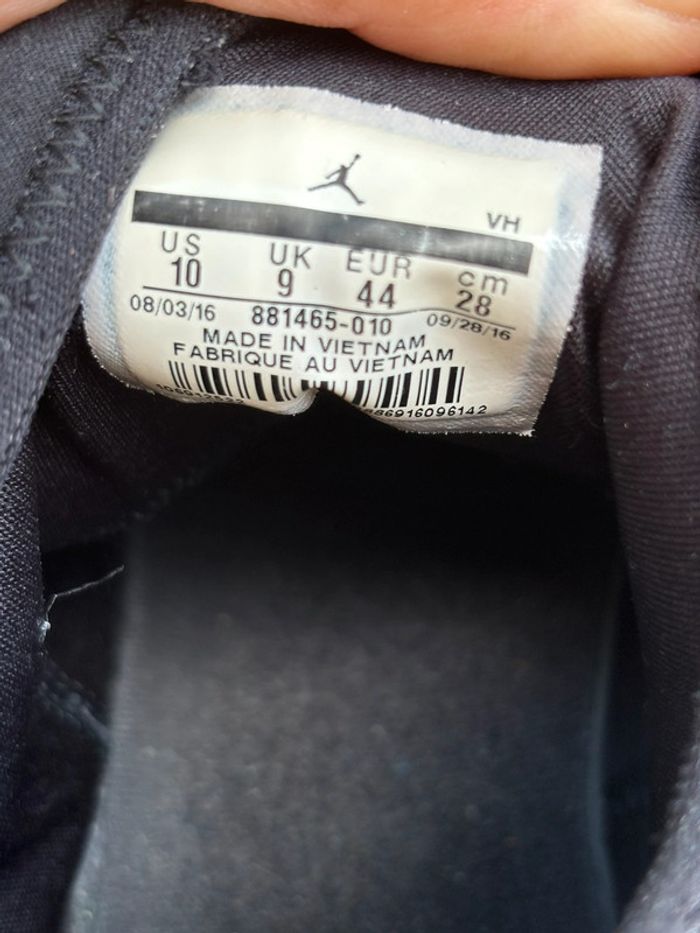 VH
US UK EUR cm
10 9 44 28
08/03/16 881465-010 09/28/16
MADE IN VIETNAM
FABRIQUE AU VIETNAM